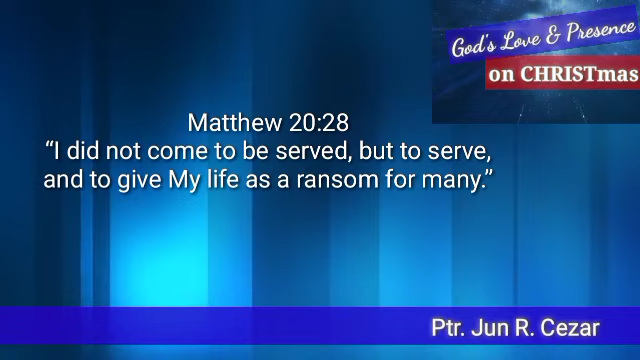 God's Love & Presence
on CHRISTmas
Matthew 20:28
“I did not come to be served, but to serve,
and to give My life as a ransom for many.”
Ptr. Jun R. Cezar